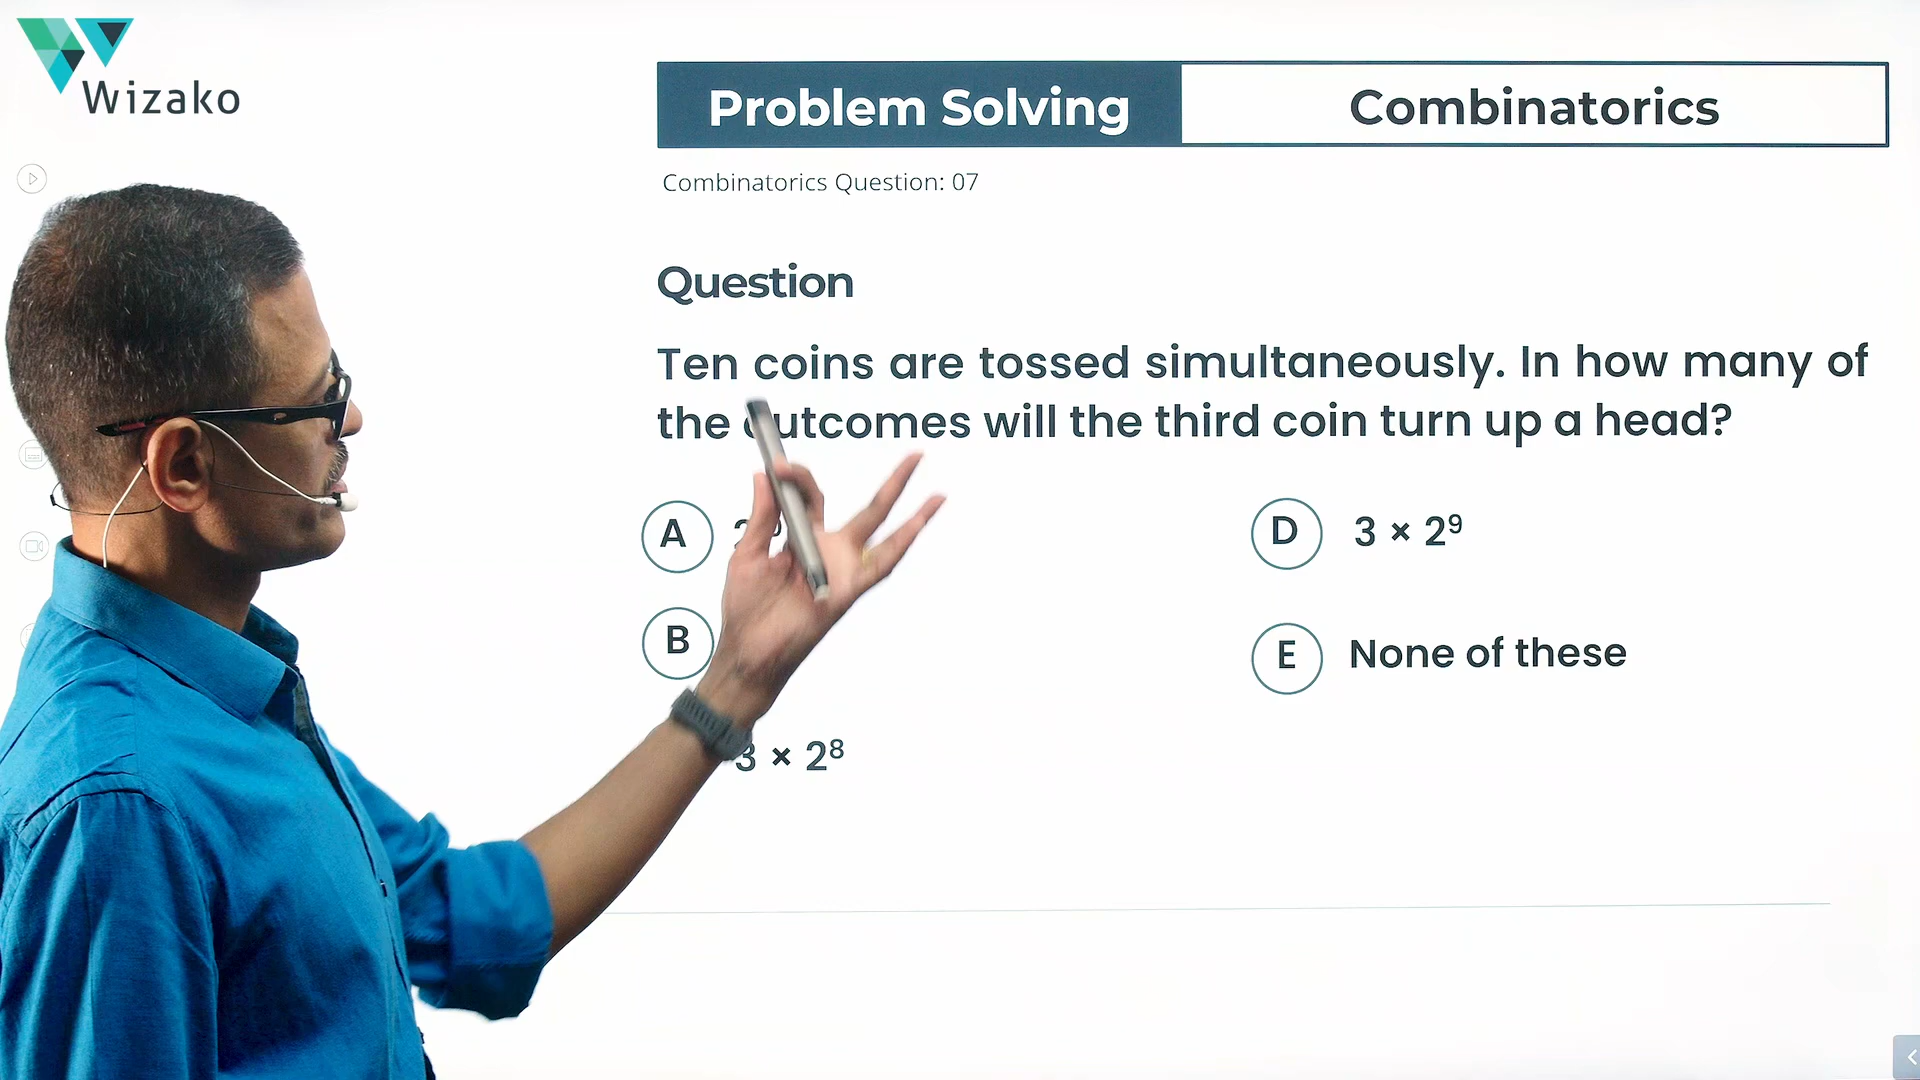 Wizako
Problem Solving
Combinatorics
Combinatorics Question: 07
Question
Ten coins are tossed simultaneously. In how many of
the outcomes will the third coin turn up a head?
A
B
3 × 2⁸
D 3 × 2⁹
E None of these